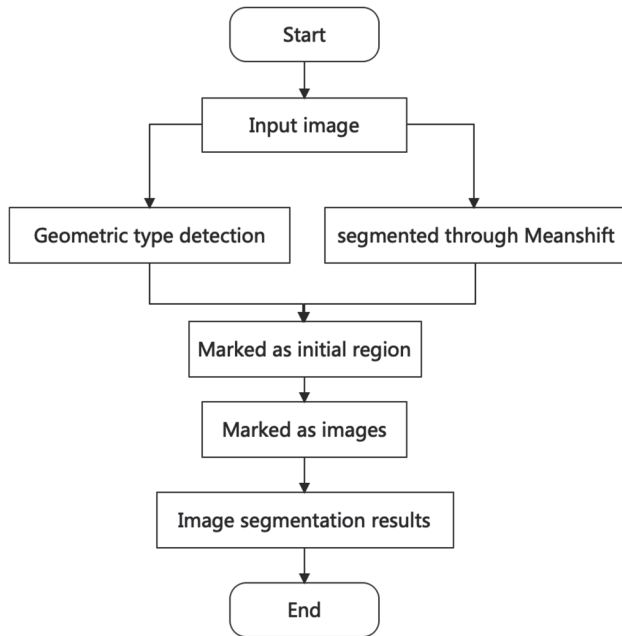 Start
Input image
Geometric type detection
segmented through Meanshift
Marked as initial region
Marked as images
Image segmentation results
End